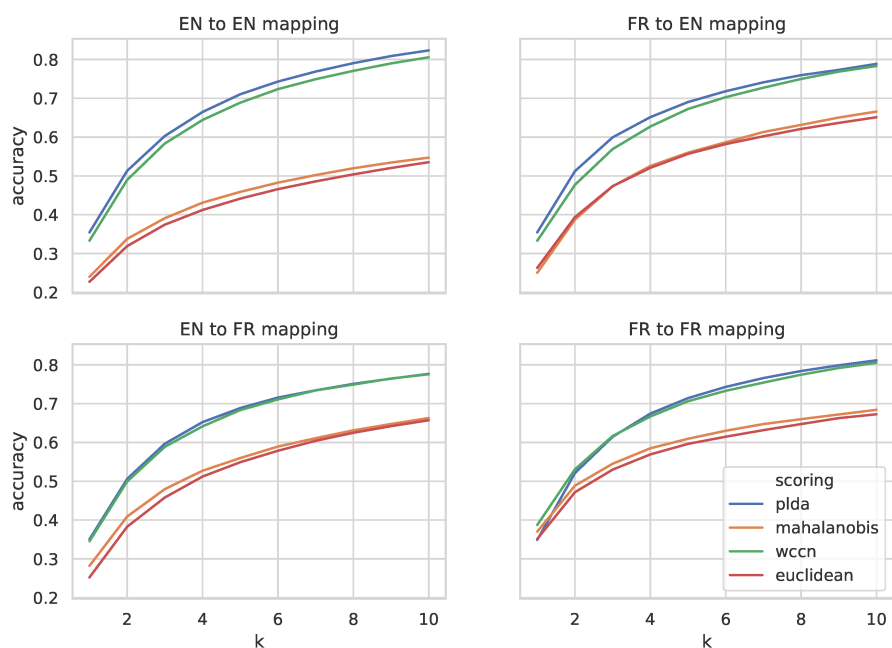 EN to EN mapping
FR to EN mapping
accuracy
0.8
0.7
0.6
0.5
0.4
0.3
0.2
EN to FR mapping
FR to FR mapping
accuracy
0.8
0.7
0.6
0.5
0.4
0.3
0.2
scoring
plda
mahalanobis
wccn
euclidean
2 4 6 8 10
2 4 6 8 10
k
k